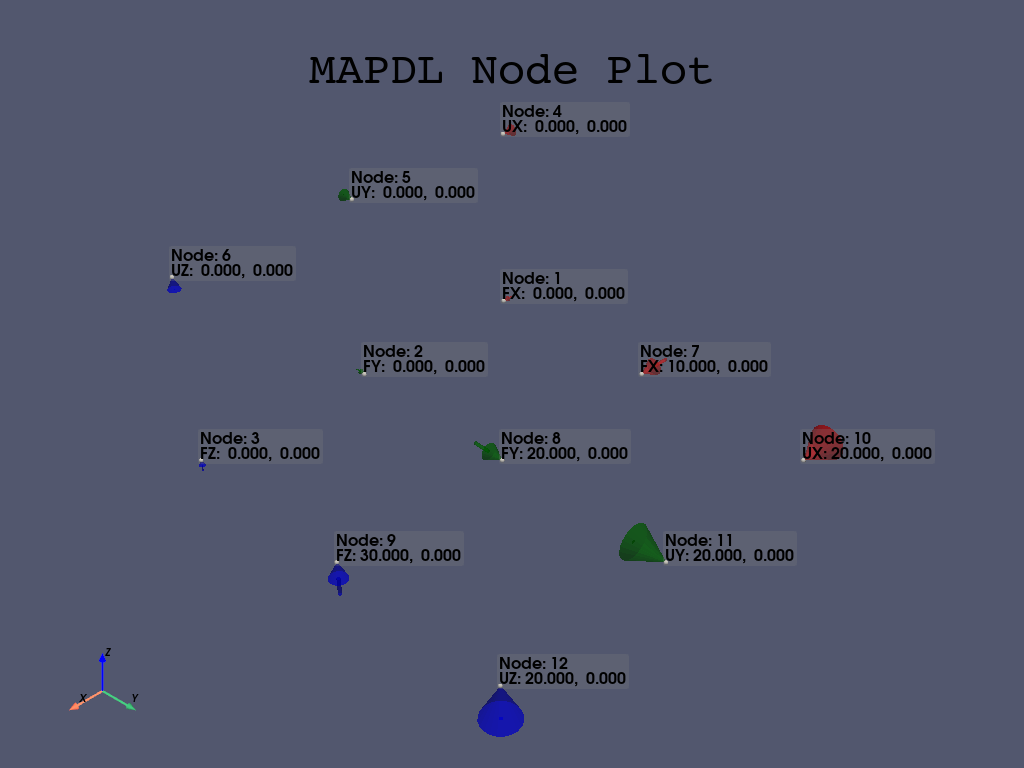 MAPDL Node Plot
Node: 4
UX: 0.000, 0.000
Node: 5
UY: 0.000, 0.000
Node: 6
UZ: 0.000, 0.000
Node: 1
FX: 0.000, 0.000
Node: 2
FY: 0.000, 0.000
Node: 7
FX: 10.000, 0.000
Node: 3
FZ: 0.000, 0.000
Node: 8
FY: 20.000, 0.000
Node: 10
UX: 20.000, 0.000
Node: 9
FZ: 30.000, 0.000
Node: 11
UY: 20.000, 0.000
Node: 12
UZ: 20.000, 0.000
Z
X
Y